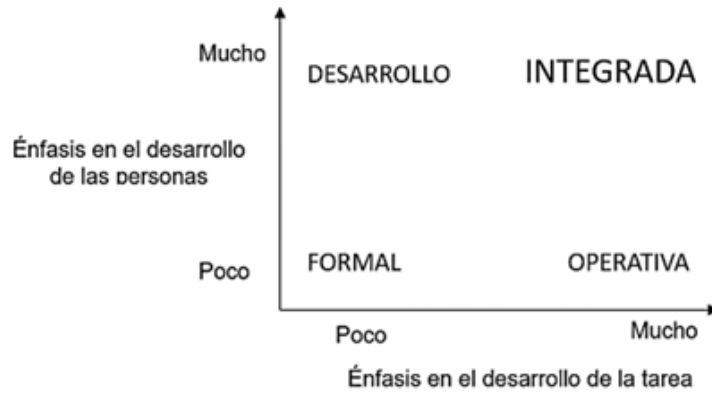 Mucho
DESARROLLO
INTEGRADA
Énfasis en el desarrollo
de las personas
Poco
FORMAL
OPERATIVA
Poco
Mucho
Énfasis en el desarrollo de la tarea